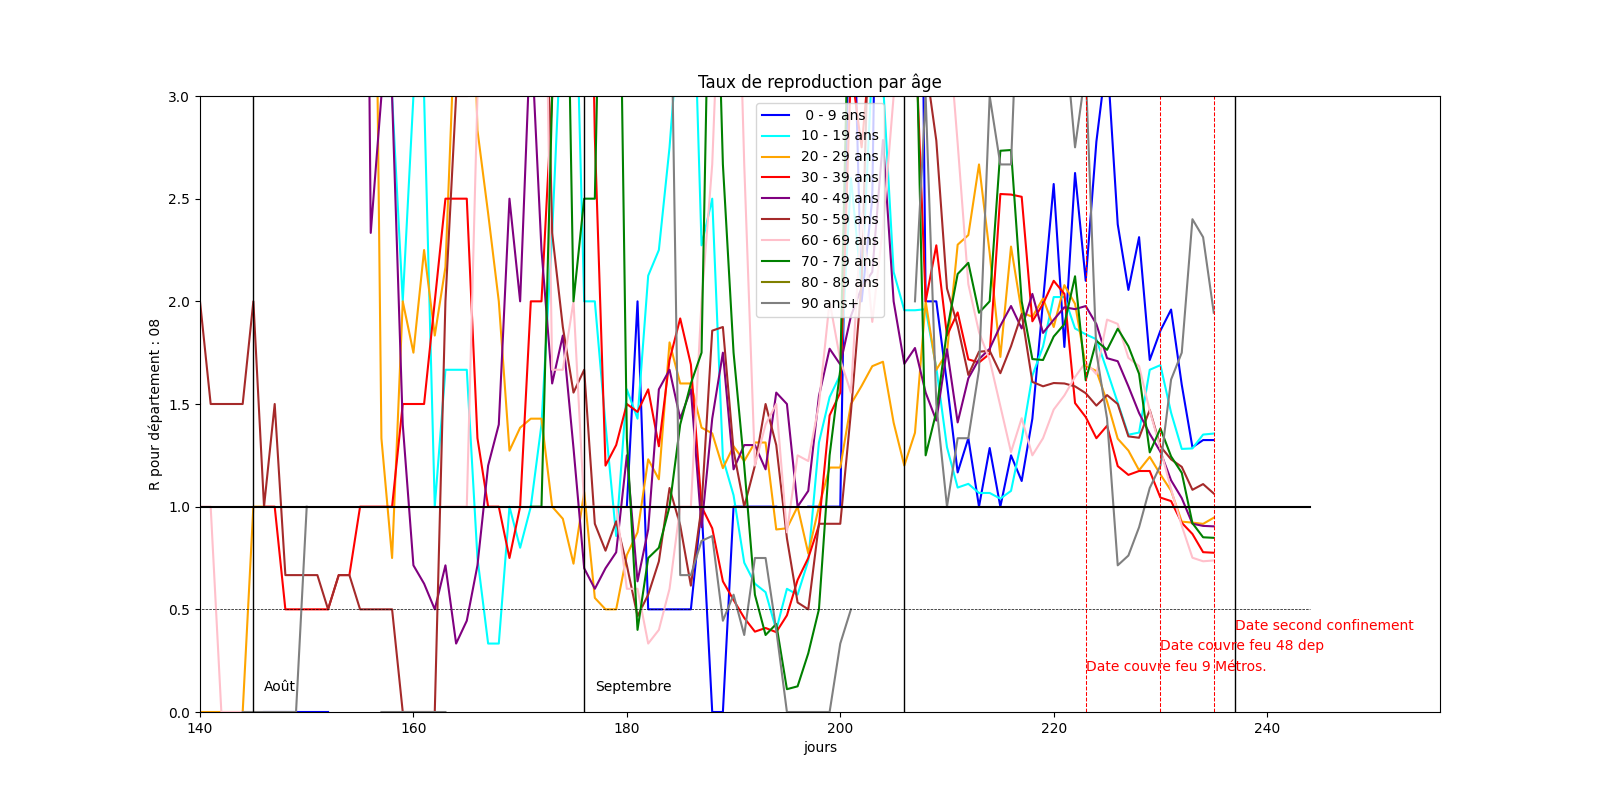 Taux de reproduction par âge
R pour département : 08
3.0
2.5
2.0
1.5
1.0
0.5
0.0
0 - 9 ans
10 - 19 ans
20 - 29 ans
30 - 39 ans
40 - 49 ans
50 - 59 ans
60 - 69 ans
70 - 79 ans
80 - 89 ans
90 ans+
Date second confinement
Date couvre feu 48 dep
Date couvre feu 9 Métros.
Août
Septembre
140
160
180
200
220
240
jours